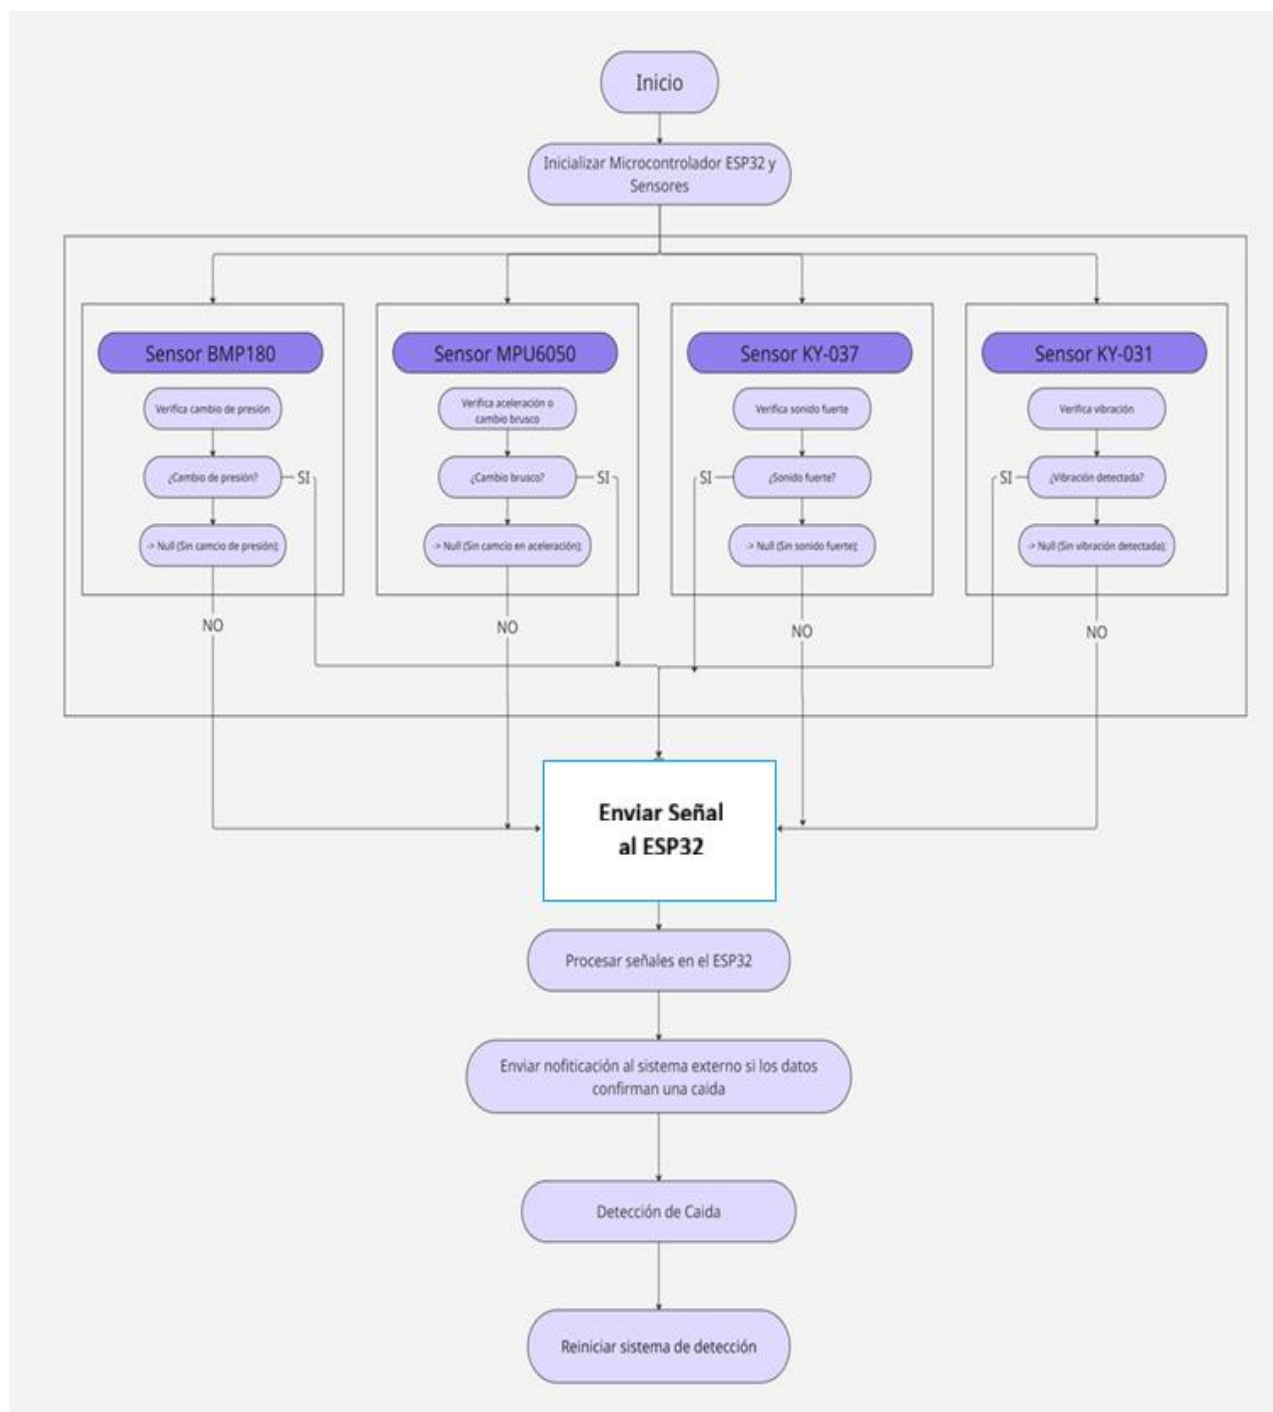 Inicio
Inicializar Microcontrolador ESP32 y
Sensores
Sensor BMP180
Verifica cambio de presión
¿Cambio de presión?
SI
-> Null (Sin camcio de presión);
NO
Sensor MPU6050
Verifica aceleración o
cambio brusco
¿Cambio brusco?
SI
-> Null (Sin camcio en aceleración);
NO
Sensor KY-037
Verifica sonido fuerte
SI
¿Sonido fuerte?
-> Null (Sin sonido fuerte);
NO
Sensor KY-031
Verifica vibración
SI
¿Vibración detectada?
-> Null (Sin vibración detectada);
NO
Enviar Señal
al ESP32
Procesar señales en el ESP32
Enviar nofiticación al sistema externo si los datos
confirman una caida
Detección de Caida
Reiniciar sistema de detección